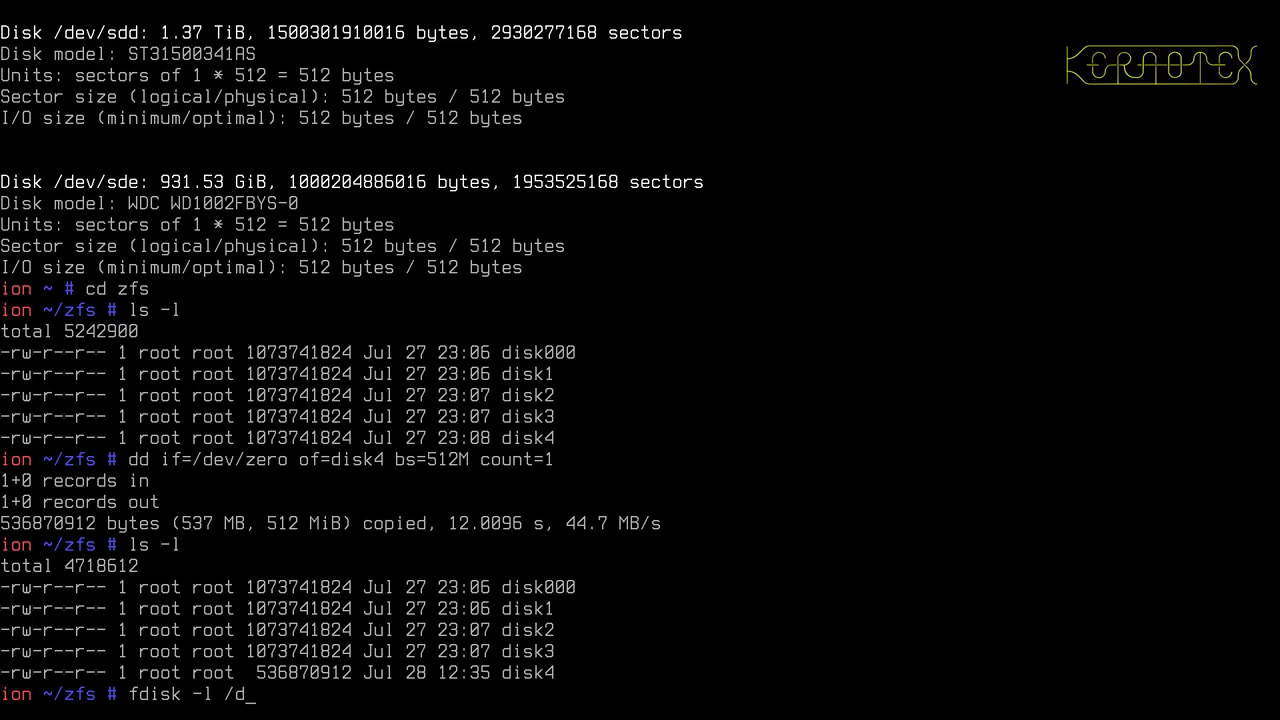 Disk /dev/sdd: 1.37 TiB, 1500301910016 bytes, 2930277168 sectors
KERAOTEX
Disk model: ST31500341AS
Units: sectors of 1 * 512 = 512 bytes
Sector size (logical/physical): 512 bytes / 512 bytes
I/O size (minimum/optimal): 512 bytes / 512 bytes
Disk /dev/sde: 931.53 GiB, 1000204886016 bytes, 1953525168 sectors
Disk model: WDC WD1002FBYS-0
Units: sectors of 1 * 512 = 512 bytes
Sector size (logical/physical): 512 bytes / 512 bytes
I/O size (minimum/optimal): 512 bytes / 512 bytes
ion ~ # cd zfs
ion ~/zfs # ls -l
total 5242900
-rw-r--r-- 1 root root 1073741824 Jul 27 23:06 disk000
-rw-r--r-- 1 root root 1073741824 Jul 27 23:06 disk1
-rw-r--r-- 1 root root 1073741824 Jul 27 23:07 disk2
-rw-r--r-- 1 root root 1073741824 Jul 27 23:07 disk3
-rw-r--r-- 1 root root 1073741824 Jul 27 23:08 disk4
ion ~/zfs # dd if=/dev/zero of=disk4 bs=512M count=1
1+0 records in
1+0 records out
536870912 bytes (537 MB, 512 MiB) copied, 12.0096 s, 44.7 MB/s
ion ~/zfs # ls -l
total 4718612
-rw-r--r-- 1 root root 1073741824 Jul 27 23:06 disk000
-rw-r--r-- 1 root root 1073741824 Jul 27 23:06 disk1
-rw-r--r-- 1 root root 1073741824 Jul 27 23:07 disk2
-rw-r--r-- 1 root root 1073741824 Jul 27 23:07 disk3
-rw-r--r-- 1 root root  536870912 Jul 28 12:35 disk4
ion ~/zfs # fdisk -l /d_